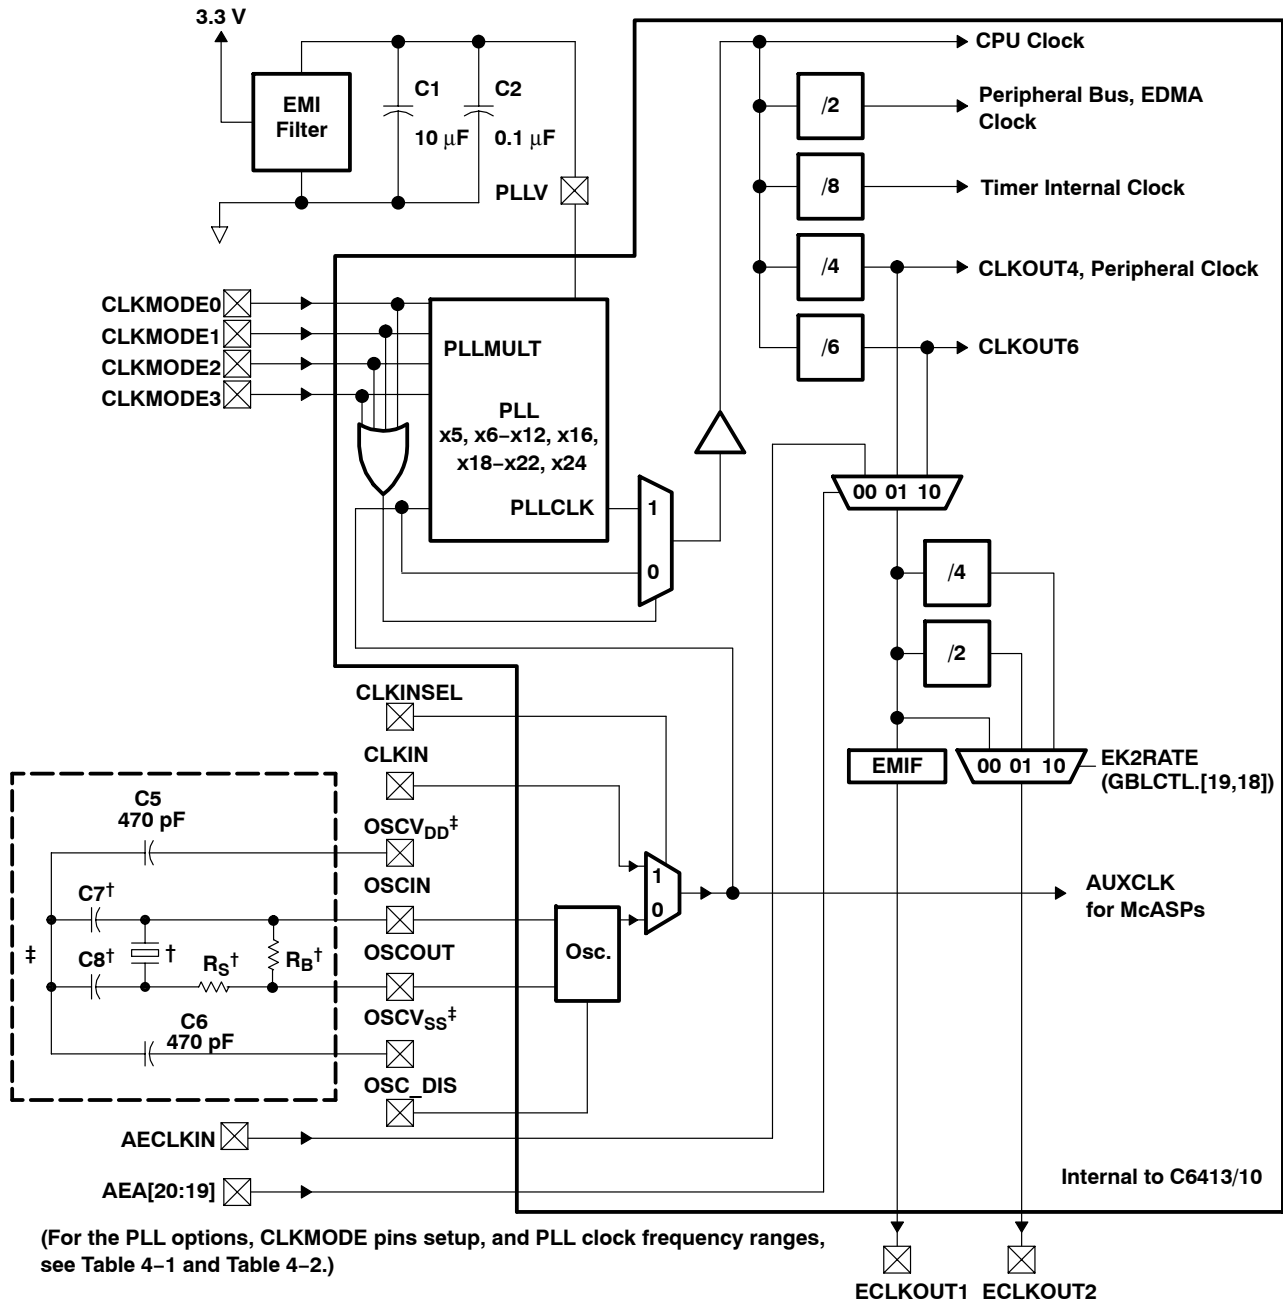 3.3 V
EMI
Filter
C1
10 µF
C2
0.1 µF
PLLV
CPU Clock
/2
Peripheral Bus, EDMA
Clock
/8
Timer Internal Clock
/4
CLKOUT4, Peripheral Clock
/6
CLKOUT6
CLKMODE0
CLKMODE1
CLKMODE2
CLKMODE3
PLLMULT
PLL
x5, x6–x12, x16,
x18–x22, x24
PLLCLK
1
0
00 01 10
/4
/2
EMIF
00 01 10
EK2RATE
(GBLCTL.[19,18])
CLKINSEL
CLKIN
C5
470 pF
OSCVDD‡
OSCIN
C7†
‡
C8†
†
RS†
RB†
OSCOUT
Osc.
1
0
AUXCLK
for McASPs
C6
470 pF
OSCVSS‡
OSC_DIS
AECLKIN
AEA[20:19]
Internal to C6413/10
(For the PLL options, CLKMODE pins setup, and PLL clock frequency ranges,
see Table 4–1 and Table 4–2.)
ECLKOUT1 ECLKOUT2